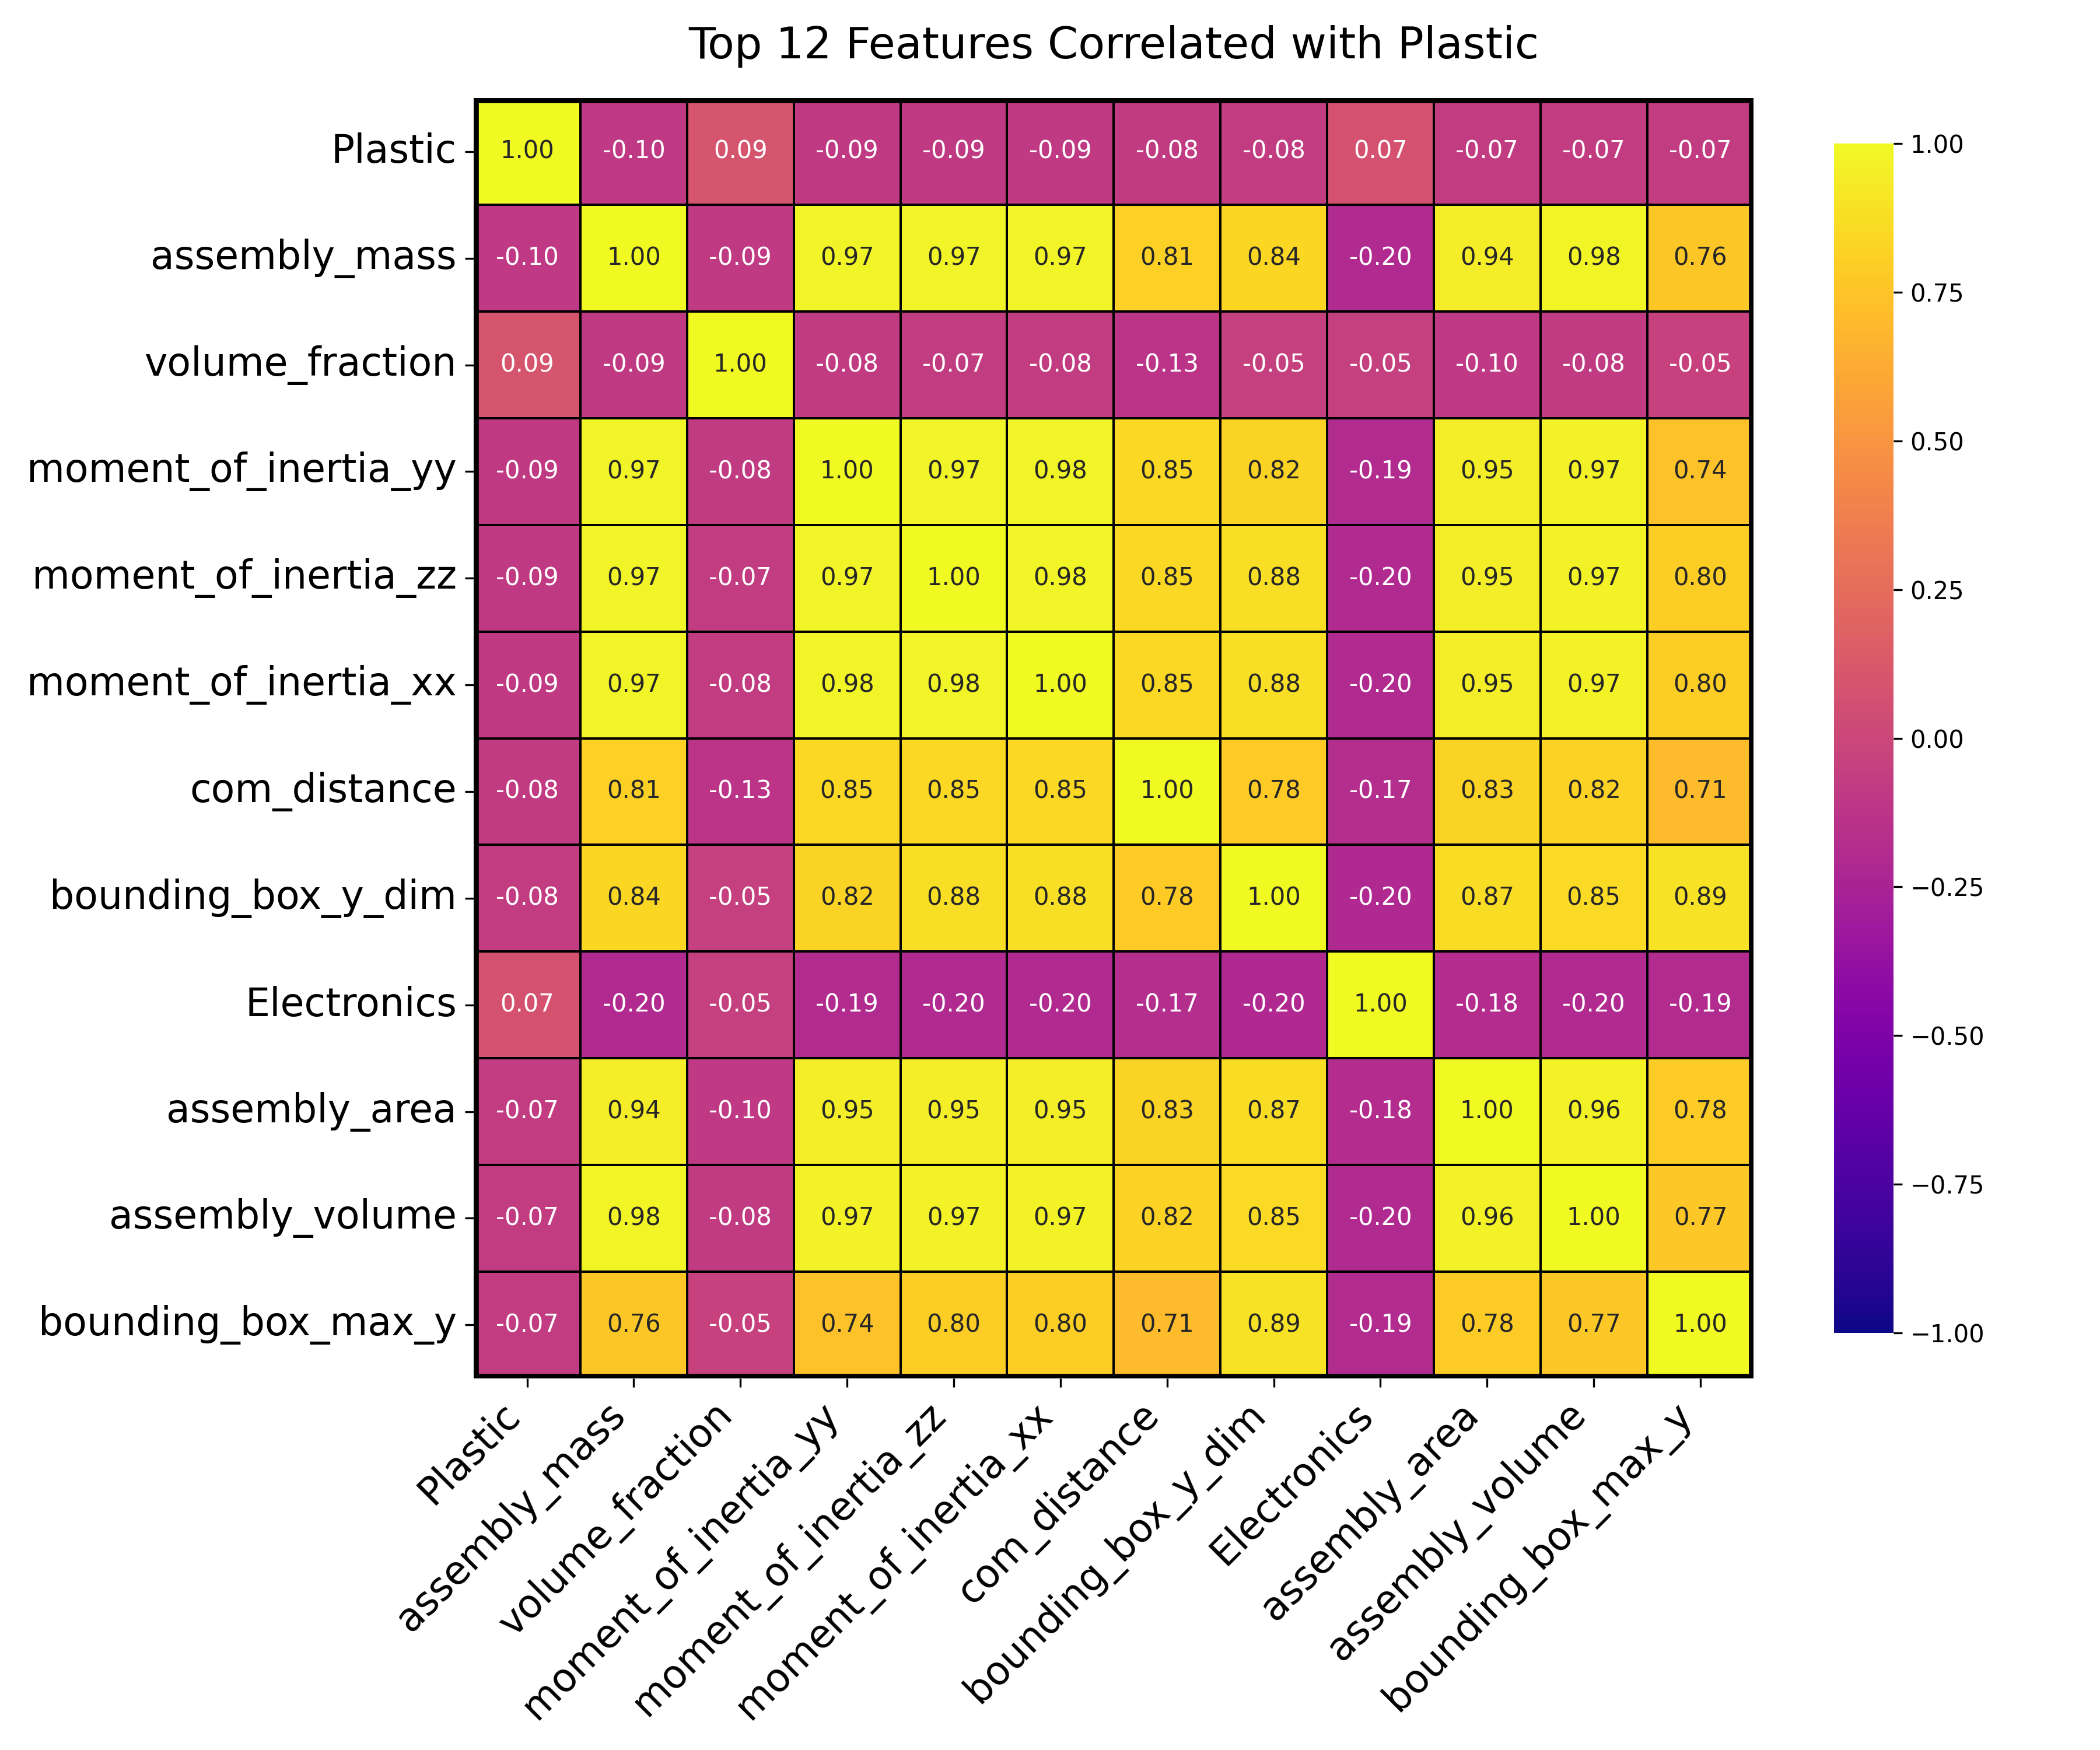 Top 12 Features Correlated with Plastic
Plastic 1.00 -0.10 0.09 -0.09 -0.09 -0.09 -0.08 -0.08 0.07 -0.07 -0.07 -0.07
assembly_mass -0.10 1.00 -0.09 0.97 0.97 0.97 0.81 0.84 -0.20 0.94 0.98 0.76
volume_fraction 0.09 -0.09 1.00 -0.08 -0.07 -0.08 -0.13 -0.05 -0.05 -0.10 -0.08 -0.05
moment_of_inertia_yy -0.09 0.97 -0.08 1.00 0.97 0.98 0.85 0.82 -0.19 0.95 0.97 0.74
moment_of_inertia_zz -0.09 0.97 -0.07 0.97 1.00 0.98 0.85 0.88 -0.20 0.95 0.97 0.80
moment_of_inertia_xx -0.09 0.97 -0.08 0.98 0.98 1.00 0.85 0.88 -0.20 0.95 0.97 0.80
com_distance -0.08 0.81 -0.13 0.85 0.85 0.85 1.00 0.78 -0.17 0.83 0.82 0.71
bounding_box_y_dim -0.08 0.84 -0.05 0.82 0.88 0.88 0.78 1.00 -0.20 0.87 0.85 0.89
Electronics 0.07 -0.20 -0.05 -0.19 -0.20 -0.20 -0.17 -0.20 1.00 -0.18 -0.20 -0.19
assembly_area -0.07 0.94 -0.10 0.95 0.95 0.95 0.83 0.87 -0.18 1.00 0.96 0.78
assembly_volume -0.07 0.98 -0.08 0.97 0.97 0.97 0.82 0.85 -0.20 0.96 1.00 0.77
bounding_box_max_y -0.07 0.76 -0.05 0.74 0.80 0.80 0.71 0.89 -0.19 0.78 0.77 1.00
Plastic
assembly_mass
volume_fraction
moment_of_inertia_yy
moment_of_inertia_zz
moment_of_inertia_xx
com_distance
bounding_box_y_dim
Electronics
assembly_area
assembly_volume
bounding_box_max_y
1.00
0.75
0.50
0.25
0.00
−0.25
−0.50
−0.75
−1.00